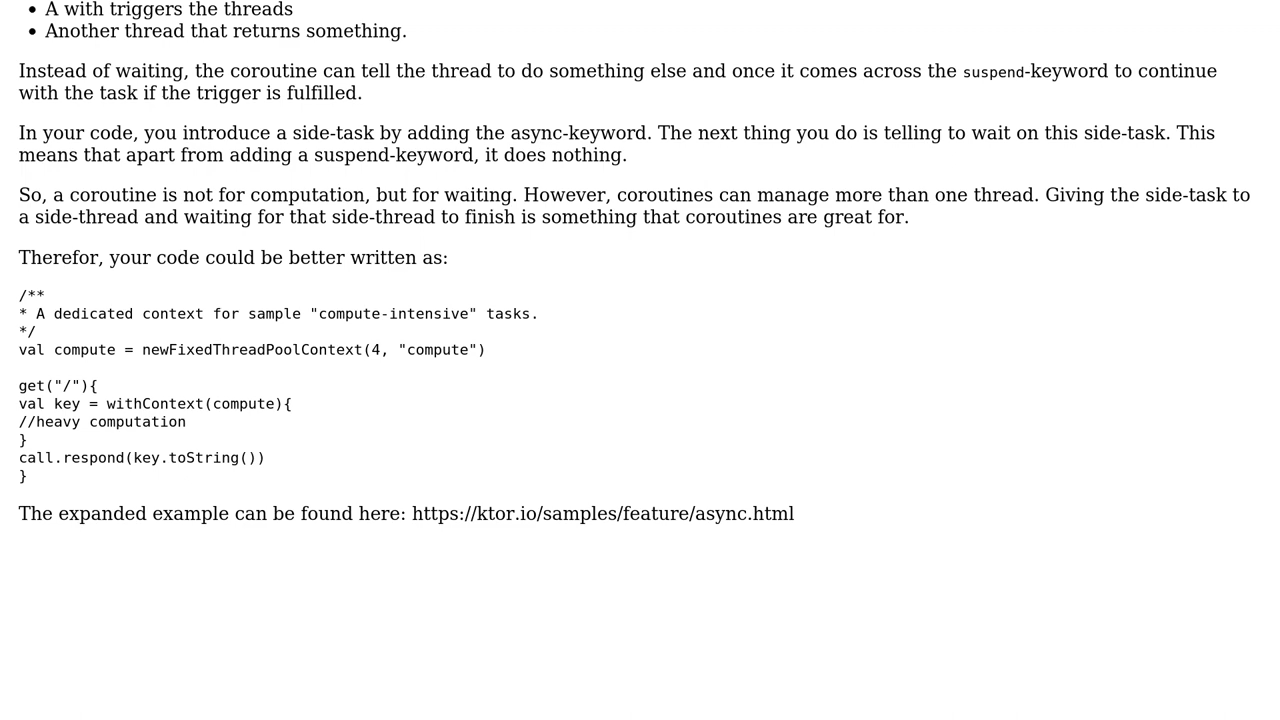 A with triggers the threads
Another thread that returns something.
Instead of waiting, the coroutine can tell the thread to do something else and once it comes across the suspend-keyword to continue
with the task if the trigger is fulfilled.
In your code, you introduce a side-task by adding the async-keyword. The next thing you do is telling to wait on this side-task. This
means that apart from adding a suspend-keyword, it does nothing.
So, a coroutine is not for computation, but for waiting. However, coroutines can manage more than one thread. Giving the side-task to
a side-thread and waiting for that side-thread to finish is something that coroutines are great for.
Therefor, your code could be better written as:
/**
* A dedicated context for sample "compute-intensive" tasks.
*/
val compute = newFixedThreadPoolContext(4, "compute")
get("/"){
val key = withContext(compute){
//heavy computation
}
call.respond(key.toString())
}
The expanded example can be found here: https://ktor.io/samples/feature/async.html